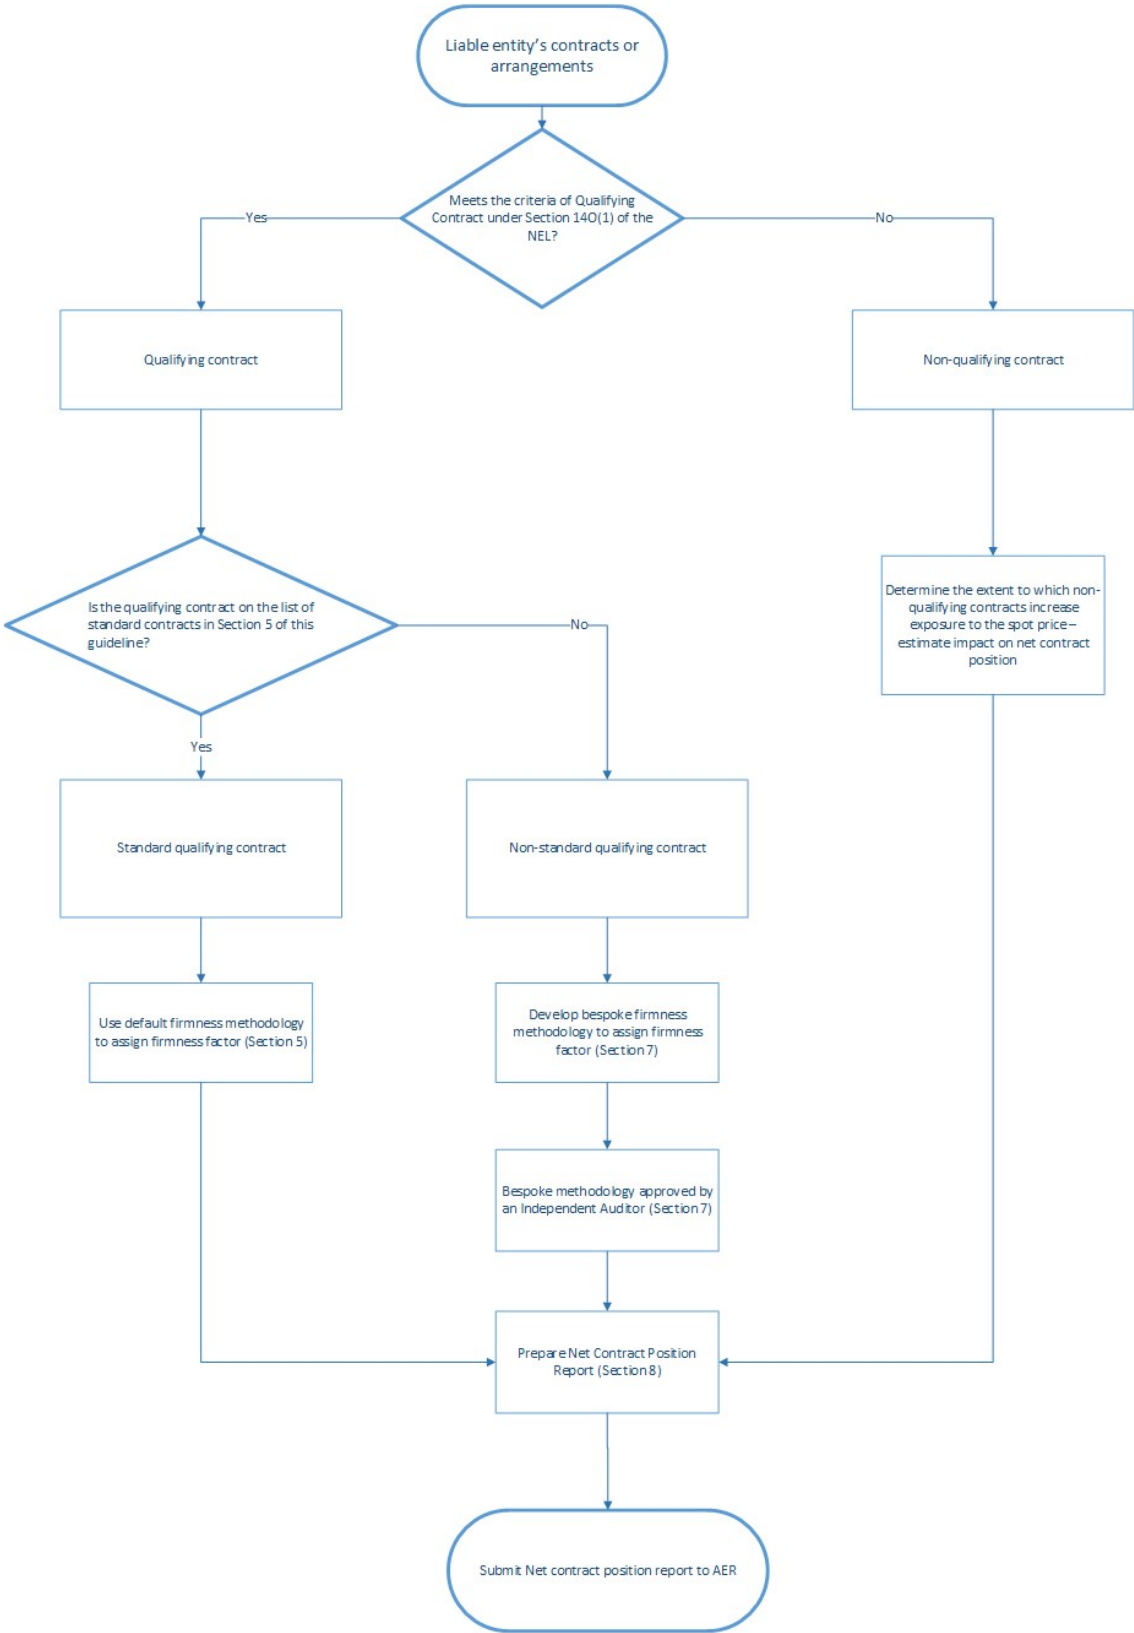 Liable entity's contracts or
arrangements
Meets the criteria of Qualifying
Contract under Section 14O(1) of the
NEL?
Yes
No
Qualifying contract
Non-qualifying contract
Is the qualifying contract on the list of
standard contracts in Section 5 of this
guideline?
No
Determine the extent to which non-
qualifying contracts increase
exposure to the spot price –
estimate impact on net contract
position
Yes
Standard qualifying contract
Non-standard qualifying contract
Use default firmness methodology
to assign firmness factor (Section 5)
Develop bespoke firmness
methodology to assign firmness
factor (Section 7)
Bespoke methodology approved by
an Independent Auditor (Section 7)
Prepare Net Contract Position
Report (Section 8)
Submit Net contract position report to AER